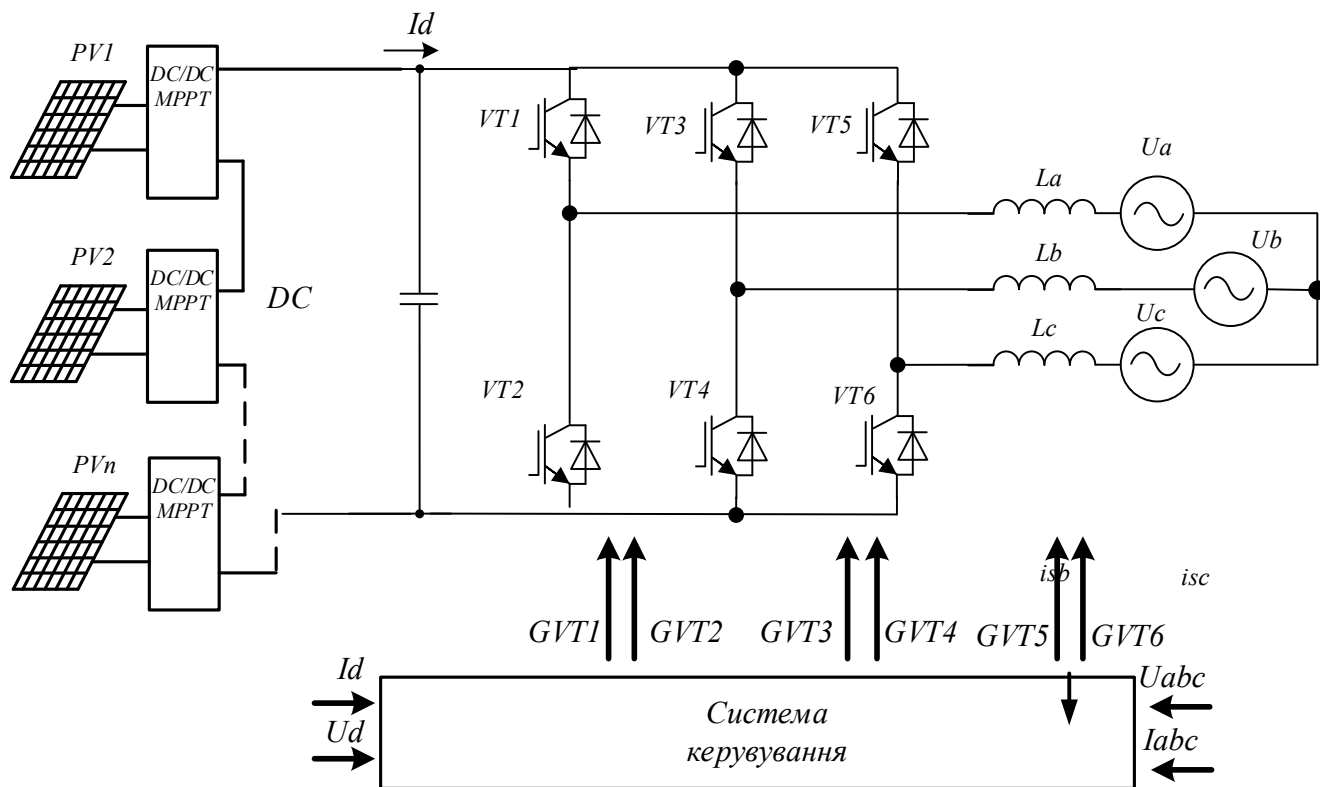 Id
PV1
DC/DC
MPPT
VT1
VT3
VT5
Ua
La
PV2
DC/DC
MPPT
DC
Lb
Ub
Lc
Uc
VT2
VT4
VT6
PVn
DC/DC
MPPT
isb
isc
GVT1
GVT2
GVT3
GVT4
GVT5
GVT6
Id
Ud
Система
керувування
Uabc
Iabc